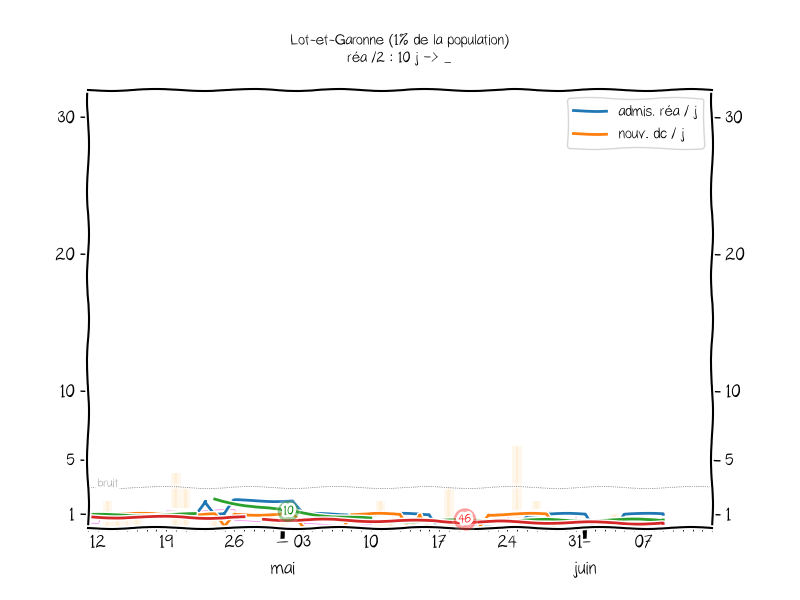 Lot-et-Garonne (1% de la population)
réa /2 : 10 j -> _
admis. réa / j
nouv. dc / j
30
30
20
20
10
10
5
5
bruit
1
1
10
46
12 19 26 03 10 17 24 31 07
mai juin